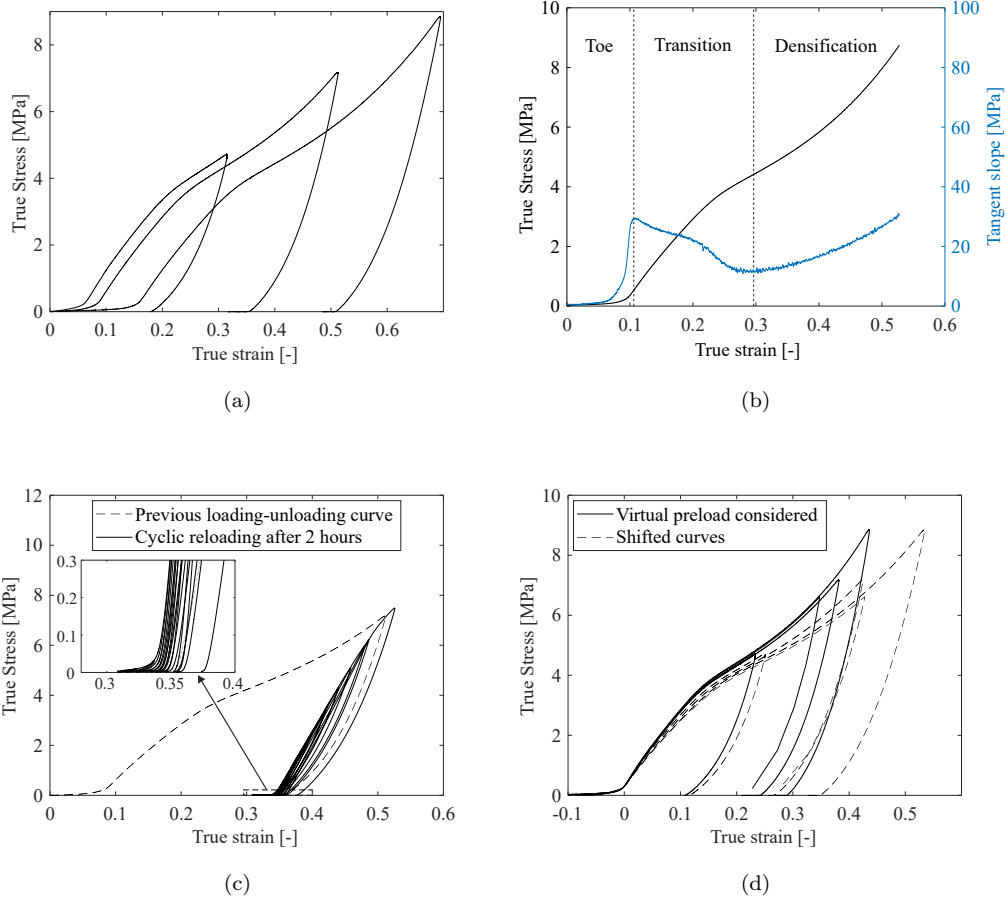 8
6
4
2
0
True Stress [MPa]
0 0.1 0.2 0.3 0.4 0.5 0.6 0.7
True strain [-]
(a)
10
8
6
4
2
0
True Stress [MPa]
Toe Transition Densification
100
80
60
40
20
0
Tangent slope [MPa]
0 0.1 0.2 0.3 0.4 0.5 0.6
True strain [-]
(b)
12
10
8
6
4
2
0
True Stress [MPa]
Previous loading-unloading curve
Cyclic reloading after 2 hours
0.3
0.2
0.1
0
0.3 0.35 0.4
0 0.1 0.2 0.3 0.4 0.5 0.6
True strain [-]
(c)
10
8
6
4
2
0
True Stress [MPa]
Virtual preload considered
Shifted curves
-0.1 0 0.1 0.2 0.3 0.4 0.5
True strain [-]
(d)